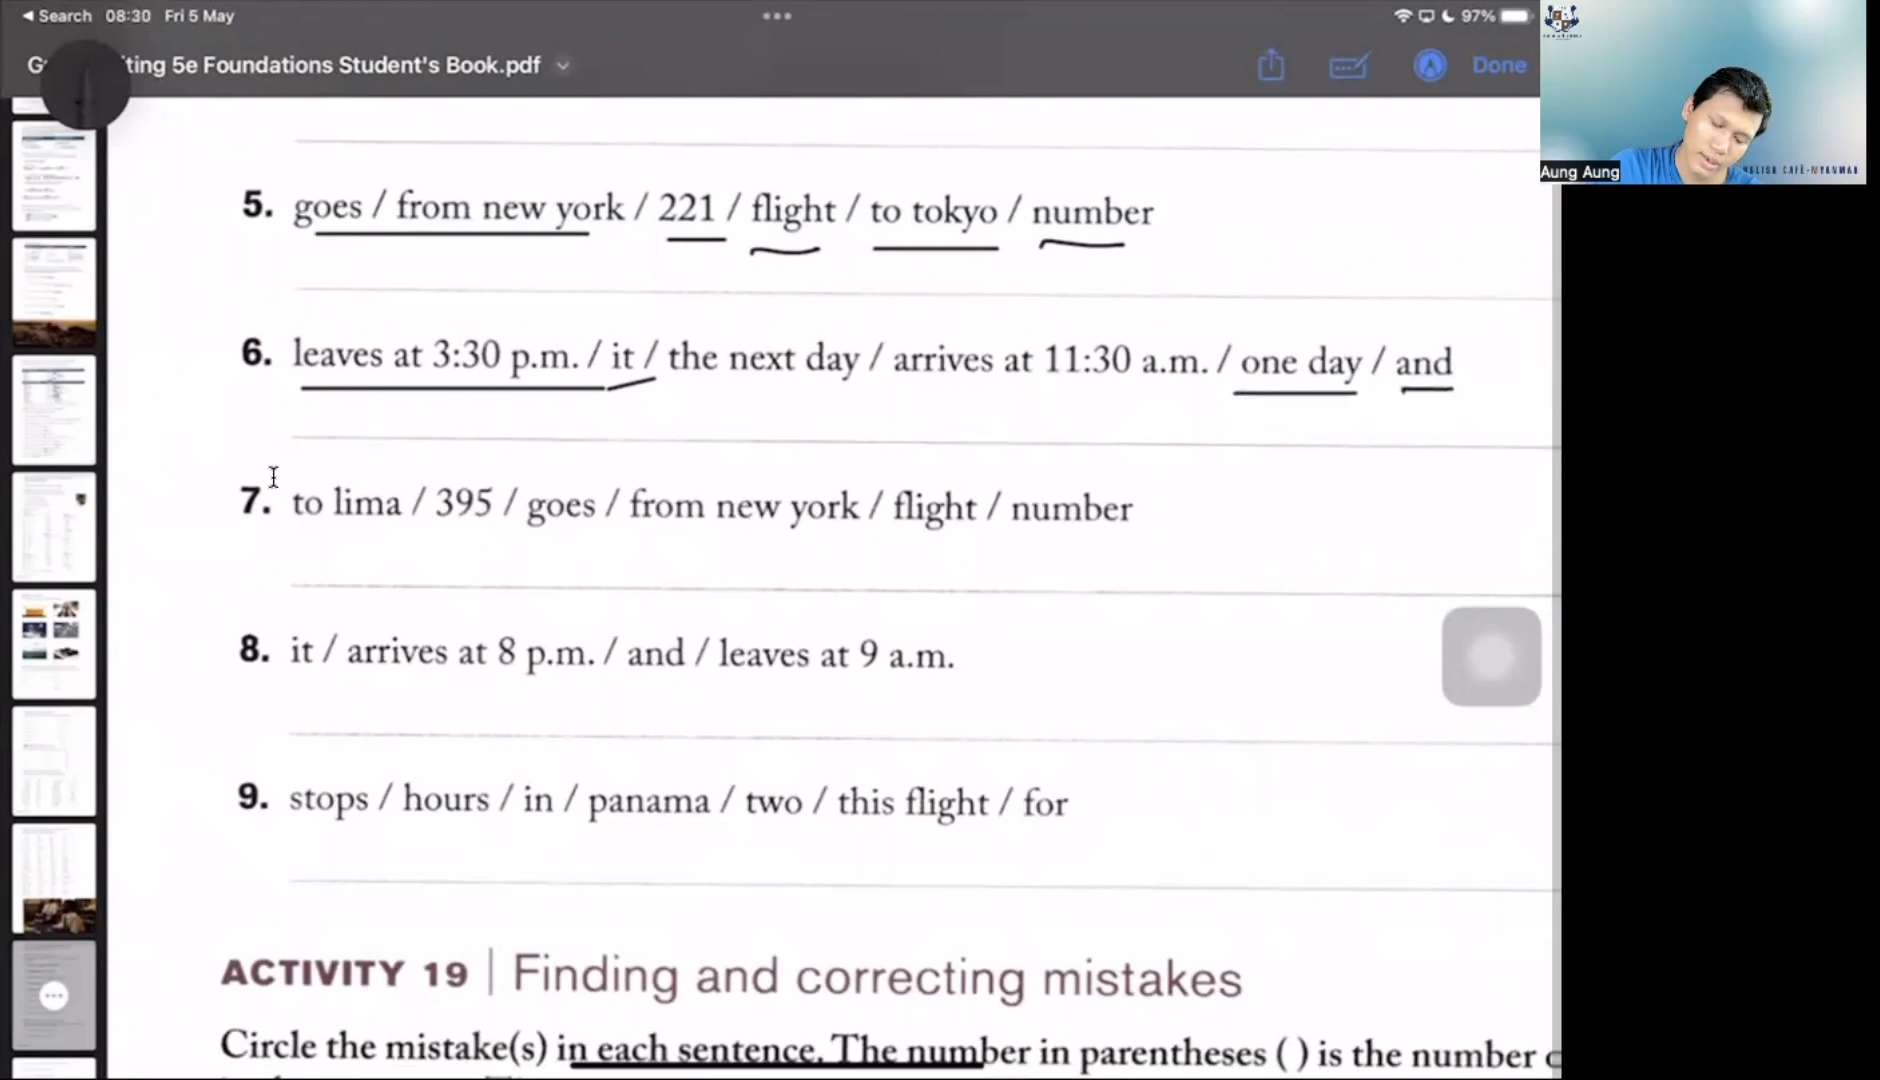 Search 08:30 Fri 5 May
97%
ting 5e Foundations Student's Book.pdf
Done
Aung Aung
5. goes / from new york / 221 / flight / to tokyo / number
6. leaves at 3:30 p.m. / it / the next day / arrives at 11:30 a.m. / one day / and
7. to lima / 395 / goes / from new york / flight / number
8. it / arrives at 8 p.m. / and / leaves at 9 a.m.
9. stops / hours / in / panama / two / this flight / for
ACTIVITY 19 | Finding and correcting mistakes
Circle the mistake(s) in each sentence. The number in parentheses ( ) is the number